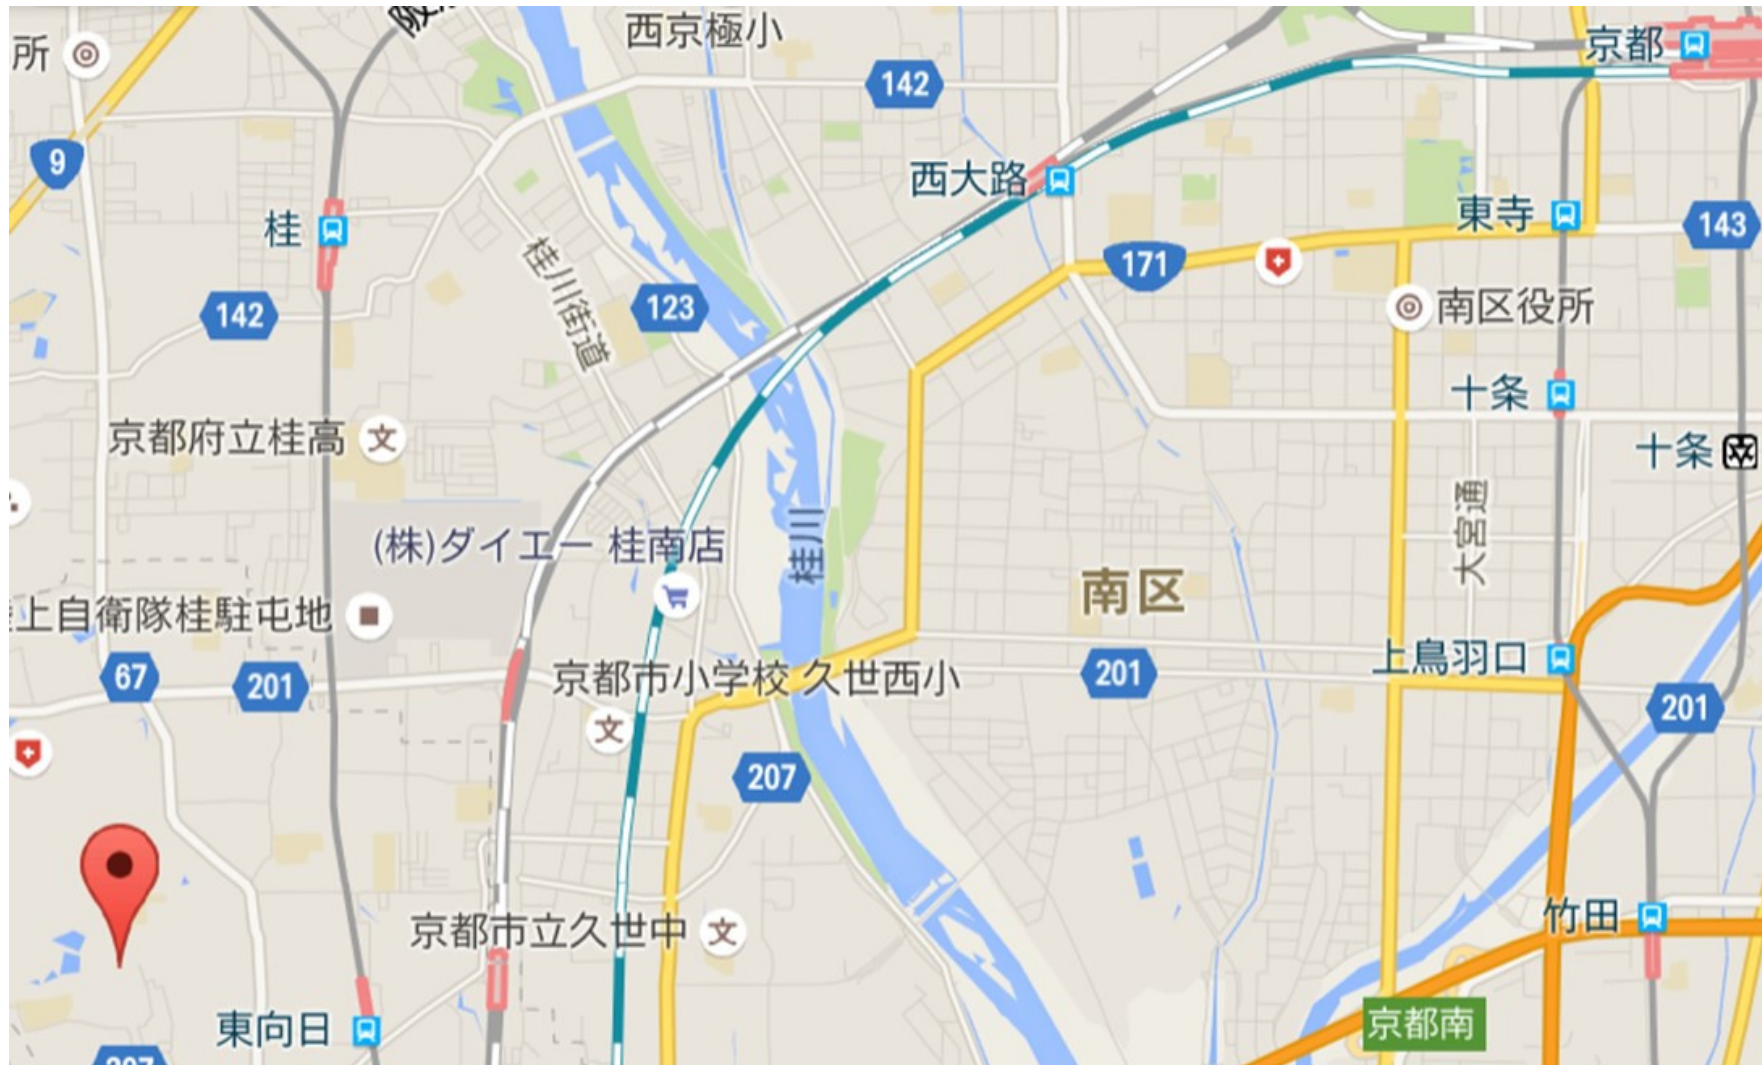 西京極小
京都
所
142
9
西大路
東寺
143
桂
171
桂川街道
123
142
南区役所
十条
京都府立桂高
十条
大宮通
(株)ダイエー 桂南店
桂川
南区
上自衛隊桂駐屯地
上鳥羽口
67
201
京都市小学校 久世西小
201
201
207
竹田
京都市立久世中
京都南
東向日
207